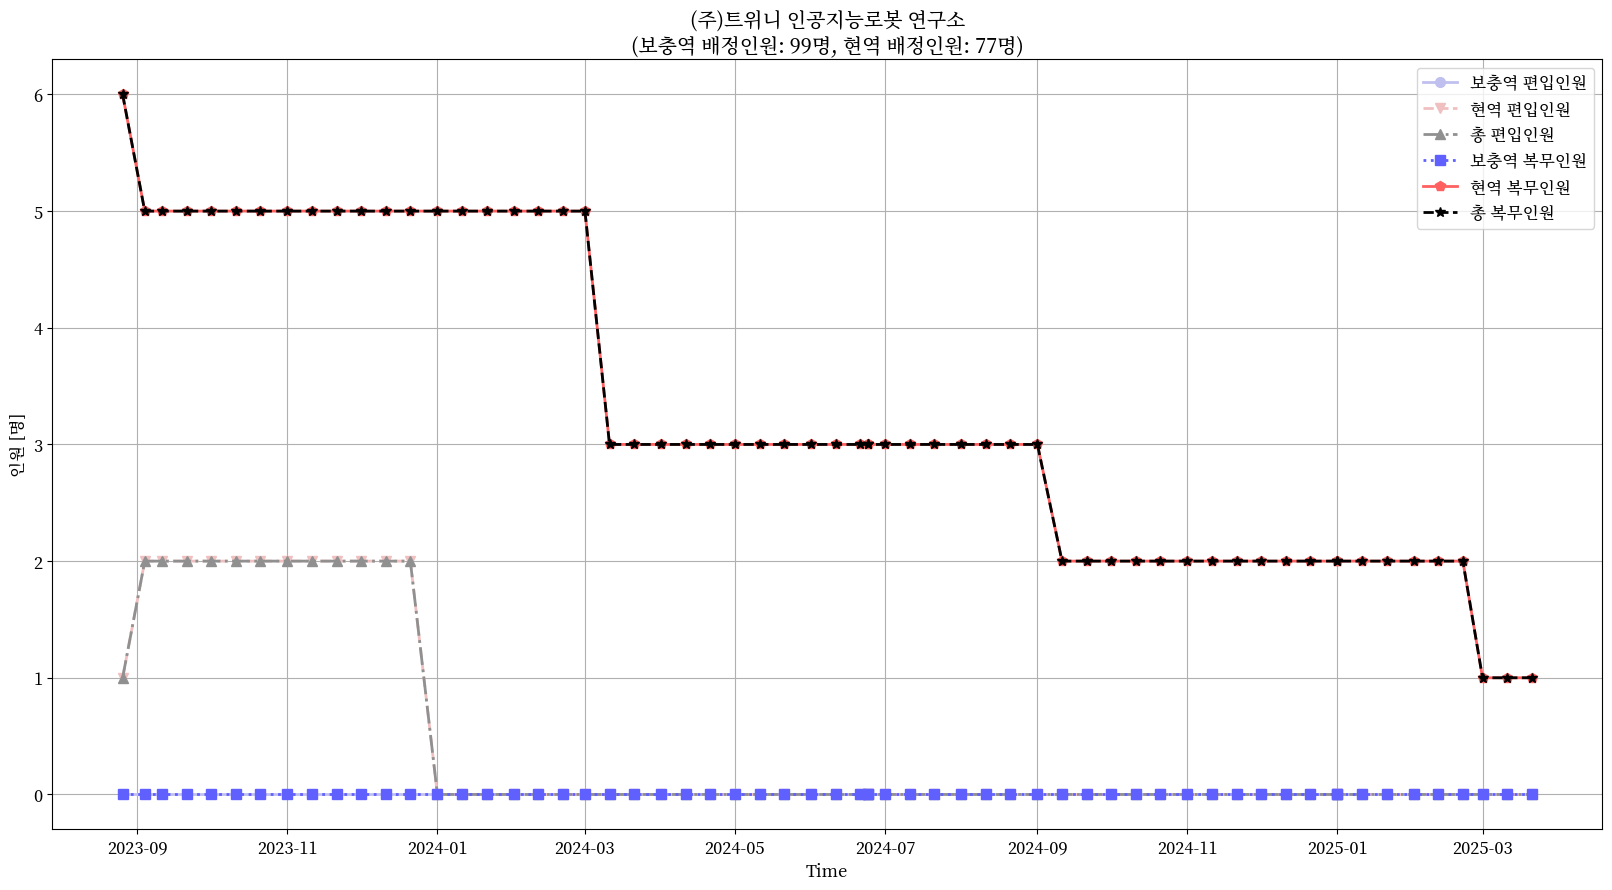 (주)트위니 인공지능로봇 연구소
(보충역 배정인원: 99명, 현역 배정인원: 77명)
보충역 편입인원
현역 편입인원
총 편입인원
보충역 복무인원
현역 복무인원
총 복무인원
인원 [명]
6
5
4
3
2
1
0
2023-09
2023-11
2024-01
2024-03
2024-05
2024-07
2024-09
2024-11
2025-01
2025-03
Time